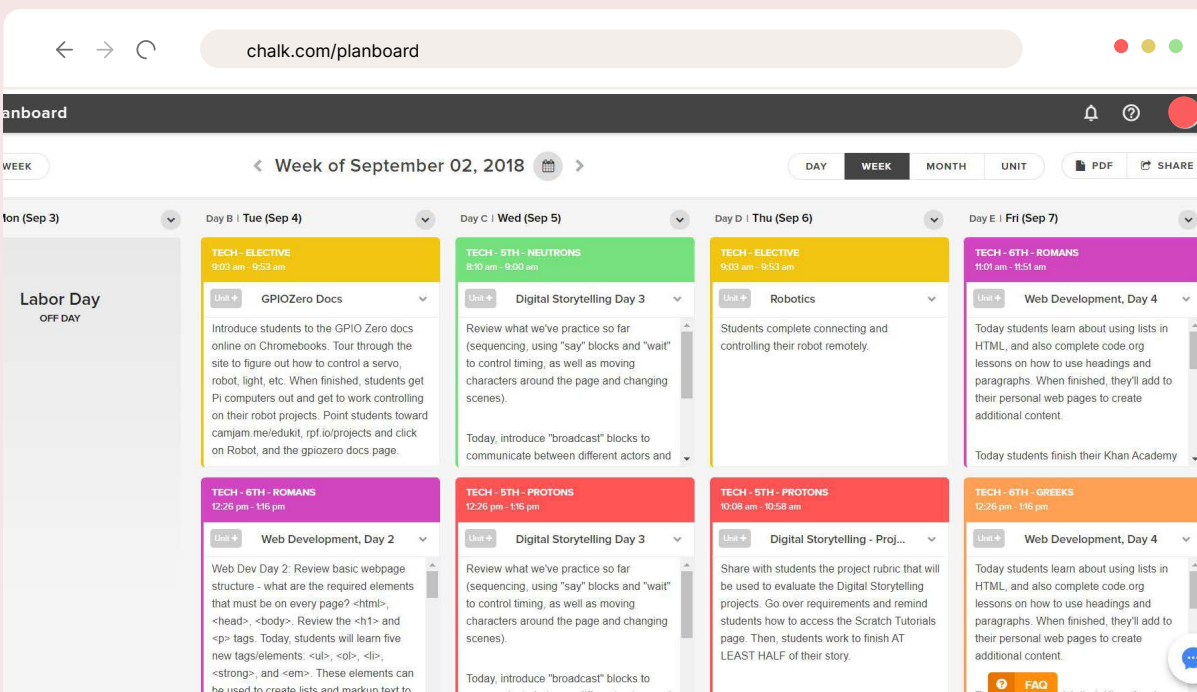 chalk.com/planboard
anboard
WEEK
Week of September 02, 2018
DAY
WEEK
MONTH
UNIT
PDF
SHARE
Mon (Sep 3)
Labor Day
OFF DAY
Day B | Tue (Sep 4)
TECH - ELECTIVE
9:03 am - 9:53 am
Unit +
GPIOZero Docs
Introduce students to the GPIO Zero docs
online on Chromebooks. Tour through the
site to figure out how to control a servo,
robot, light, etc. When finished, students get
Pi computers out and get to work controlling
on their robot projects. Point students toward
camjam.me/edukit, rpf.io/projects and click
on Robot, and the gpiozero docs page.
TECH - 6TH - ROMANS
12:26 pm - 1:16 pm
Unit +
Web Development, Day 2
Web Dev Day 2: Review basic webpage
structure - what are the required elements
that must be on every page? <html>,
<head>, <body>. Review the <h1> and
<p> tags. Today, students will learn five
new tags/elements: <ul>, <ol>, <li>,
<strong>, and <em>. These elements can
be used to create lists and markup text to
Day C | Wed (Sep 5)
TECH - 5TH - NEUTRONS
8:10 am - 9:00 am
Unit +
Digital Storytelling Day 3
Review what we've practice so far
(sequencing, using "say" blocks and "wait"
to control timing, as well as moving
characters around the page and changing
scenes).
Today, introduce "broadcast" blocks to
communicate between different actors and
TECH - 5TH - PROTONS
12:26 pm - 1:16 pm
Unit +
Digital Storytelling Day 3
Review what we've practice so far
(sequencing, using "say" blocks and "wait"
to control timing, as well as moving
characters around the page and changing
scenes).
Today, introduce "broadcast" blocks to
Day D | Thu (Sep 6)
TECH - ELECTIVE
9:03 am - 9:53 am
Unit +
Robotics
Students complete connecting and
controlling their robot remotely.
TECH - 5TH - PROTONS
10:08 am - 10:58 am
Unit +
Digital Storytelling - Proj...
Share with students the project rubric that will
be used to evaluate the Digital Storytelling
projects. Go over requirements and remind
students how to access the Scratch Tutorials
page. Then, students work to finish AT
LEAST HALF of their story.
Day E | Fri (Sep 7)
TECH - 6TH - ROMANS
11:01 am - 11:51 am
Unit +
Web Development, Day 4
Today students learn about using lists in
HTML, and also complete code.org
lessons on how to use headings and
paragraphs. When finished, they'll add to
their personal web pages to create
additional content.
Today students finish their Khan Academy
TECH - 6TH - GREEKS
12:26 pm - 1:16 pm
Unit +
Web Development, Day 4
Today students learn about using lists in
HTML, and also complete code.org
lessons on how to use headings and
paragraphs. When finished, they'll add to
their personal web pages to create
additional content.
FAQ